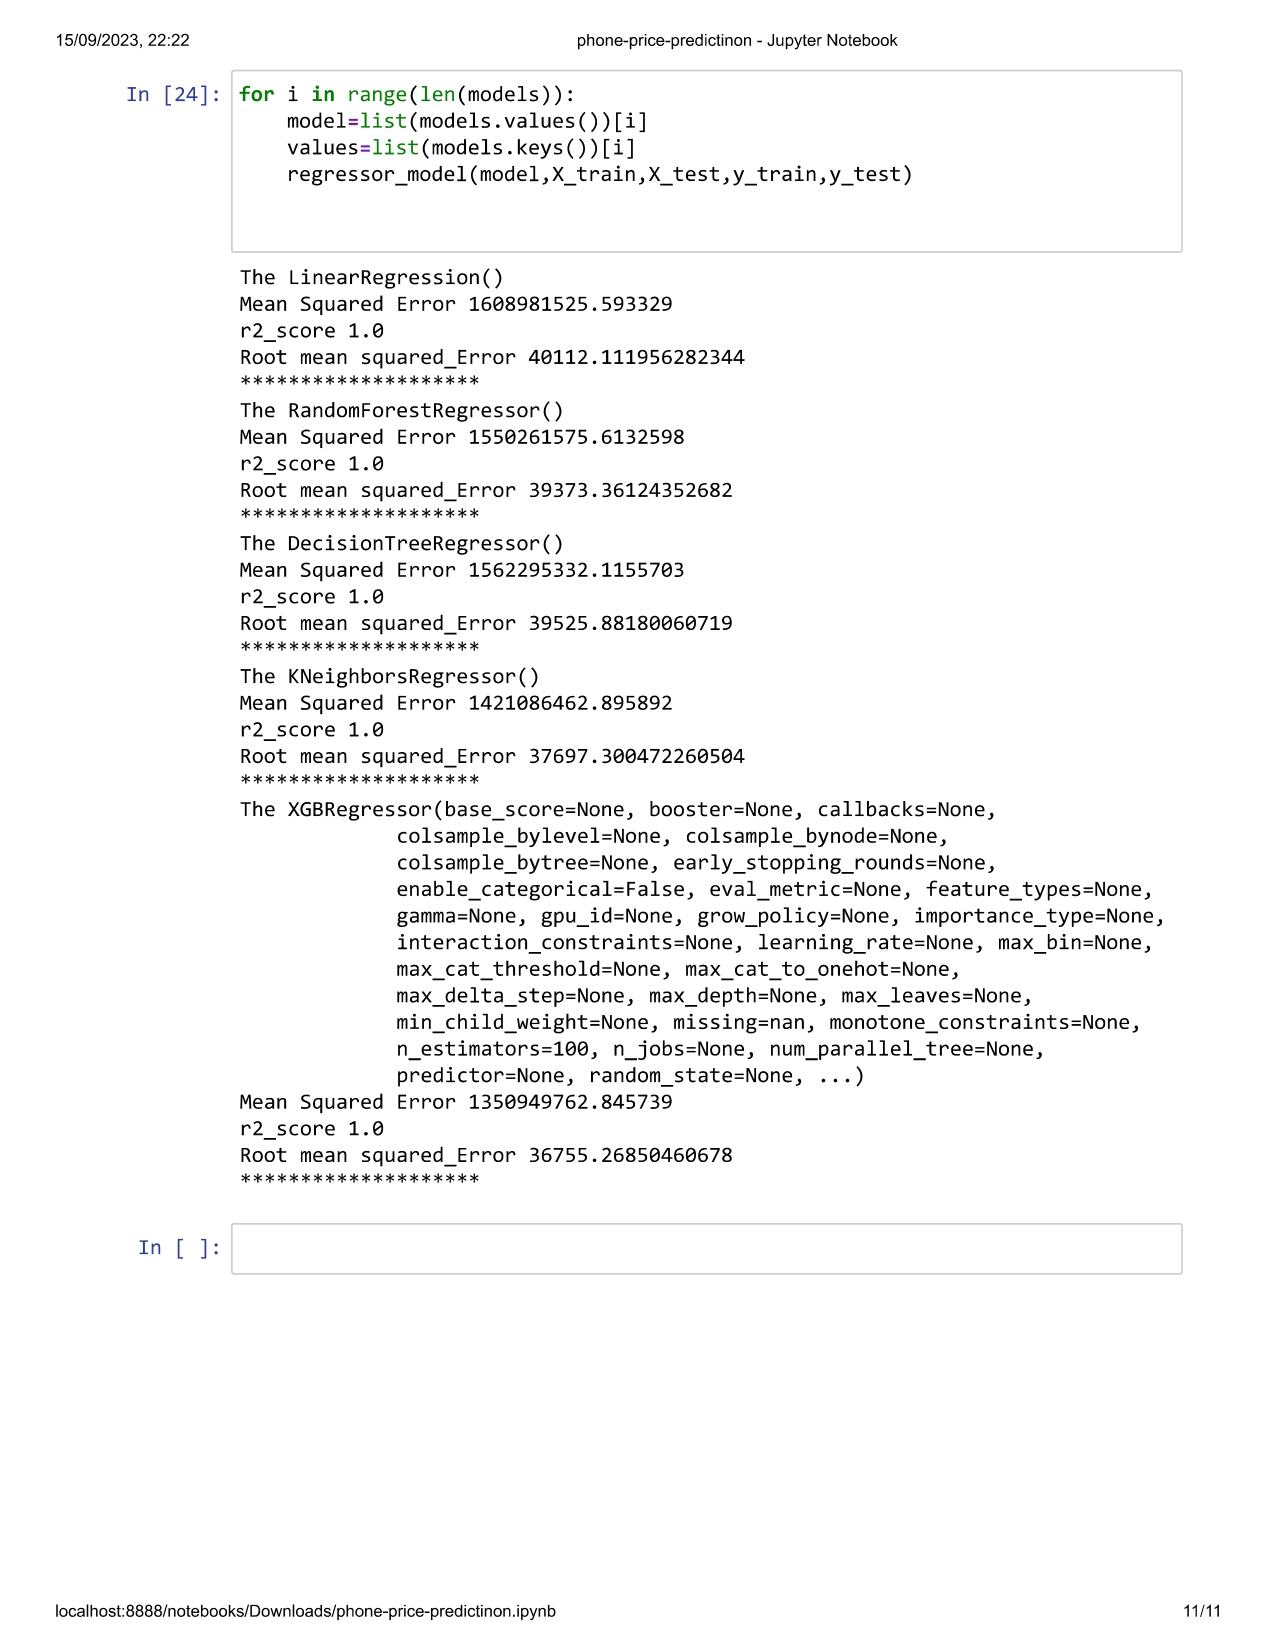 15/09/2023, 22:22 phone-price-predictinon - Jupyter Notebook
In [24]: for i in range(len(models)):
    model=list(models.values())[i]
    values=list(models.keys())[i]
    regressor_model(model,X_train,X_test,y_train,y_test)
The LinearRegression()
Mean Squared Error 1608981525.593329
r2_score 1.0
Root mean squared_Error 40112.111956282344
********************
The RandomForestRegressor()
Mean Squared Error 1550261575.6132598
r2_score 1.0
Root mean squared_Error 39373.36124352682
********************
The DecisionTreeRegressor()
Mean Squared Error 1562295332.1155703
r2_score 1.0
Root mean squared_Error 39525.88180060719
********************
The KNeighborsRegressor()
Mean Squared Error 1421086462.895892
r2_score 1.0
Root mean squared_Error 37697.300472260504
********************
The XGBRegressor(base_score=None, booster=None, callbacks=None,
             colsample_bylevel=None, colsample_bynode=None,
             colsample_bytree=None, early_stopping_rounds=None,
             enable_categorical=False, eval_metric=None, feature_types=None,
             gamma=None, gpu_id=None, grow_policy=None, importance_type=None,
             interaction_constraints=None, learning_rate=None, max_bin=None,
             max_cat_threshold=None, max_cat_to_onehot=None,
             max_delta_step=None, max_depth=None, max_leaves=None,
             min_child_weight=None, missing=nan, monotone_constraints=None,
             n_estimators=100, n_jobs=None, num_parallel_tree=None,
             predictor=None, random_state=None, ...)
Mean Squared Error 1350949762.845739
r2_score 1.0
Root mean squared_Error 36755.26850460678
********************
In [ ]:
localhost:8888/notebooks/Downloads/phone-price-predictinon.ipynb 11/11